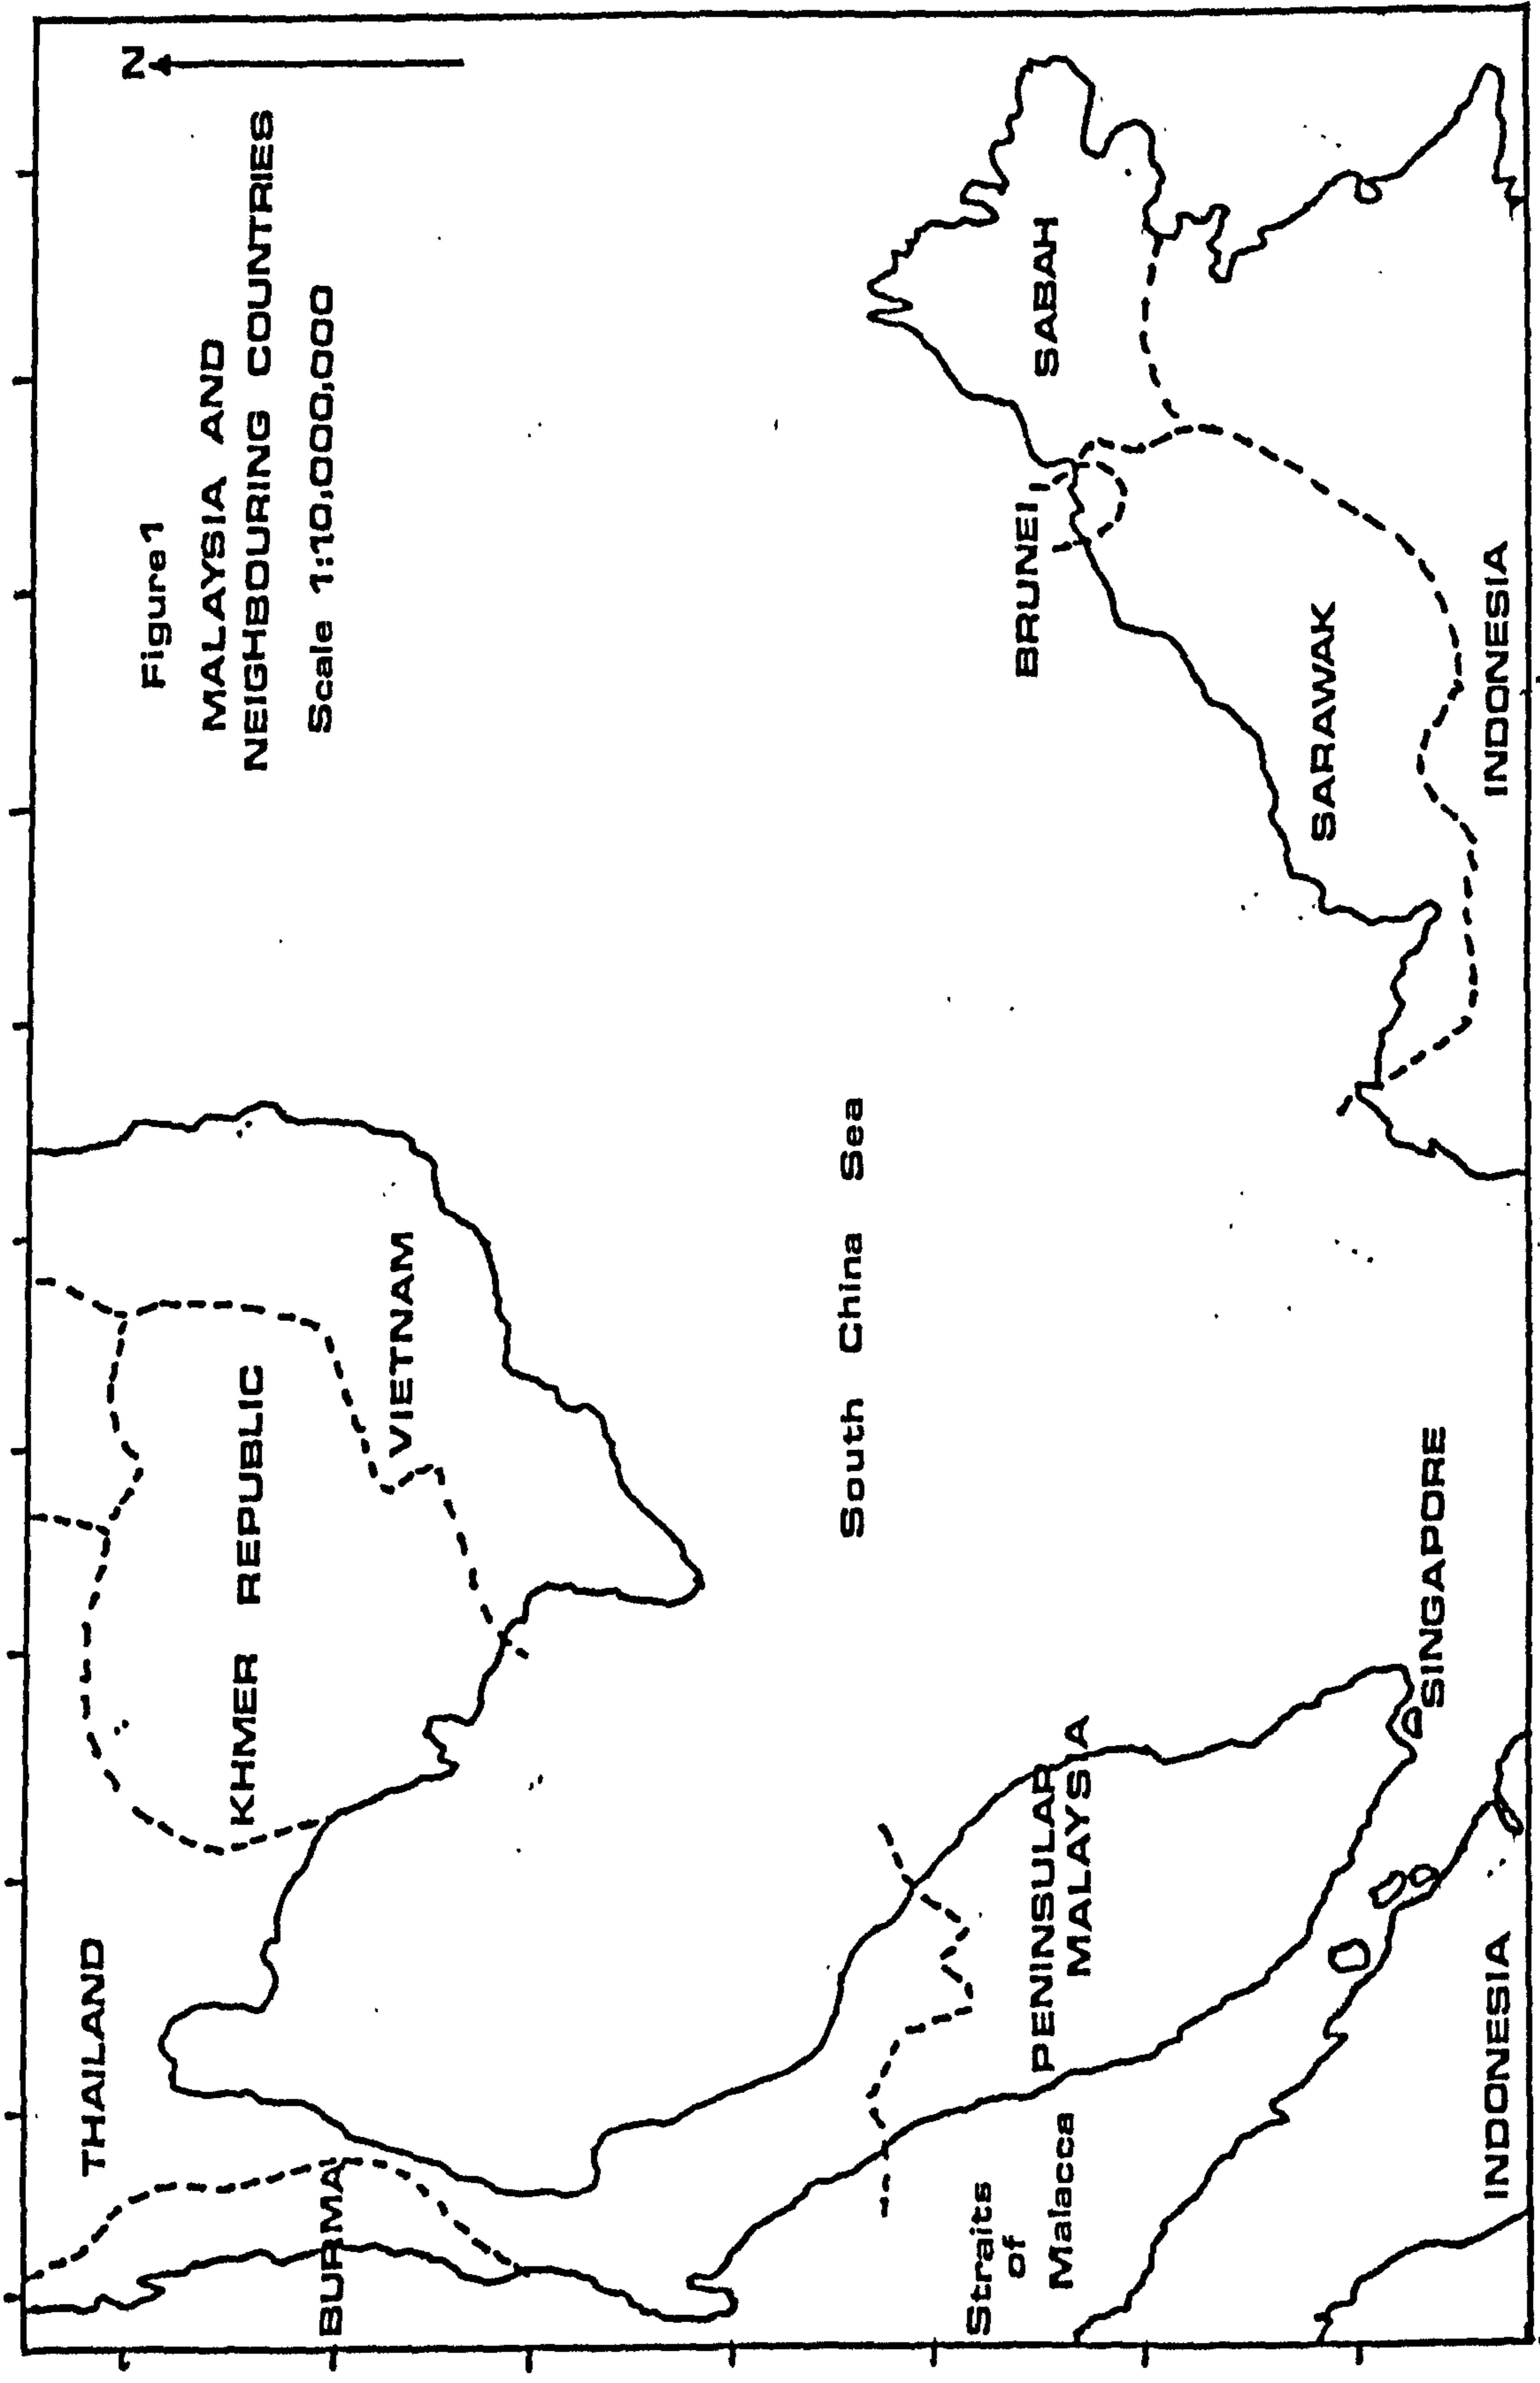 Figure 1
MALAYSIA AND
NEIGHBOURING COUNTRIES
Scale 1:10,000,000
N
THAILAND
BURMA
KHMER REPUBLIC
VIETNAM
South China Sea
BRUNEI
SABAH
SARAWAK
INDONESIA
PENINSULAR
MALAYSIA
Straits
of
Malacca
SINGAPORE
INDONESIA